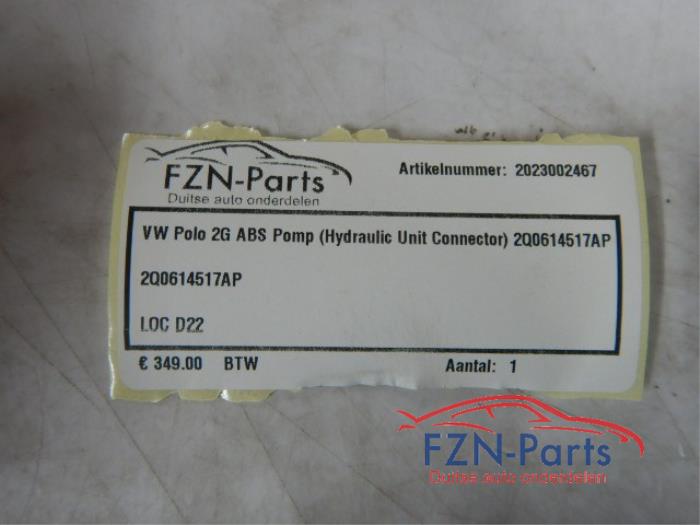 FZN-Parts
Duitse auto onderdelen
Artikelnummer: 2023002467
VW Polo 2G ABS Pomp (Hydraulic Unit Connector) 2Q0614517AP
2Q0614517AP
LOC D22
€ 349.00 BTW
Aantal: 1
FZN-Parts
Duitse auto onderdelen